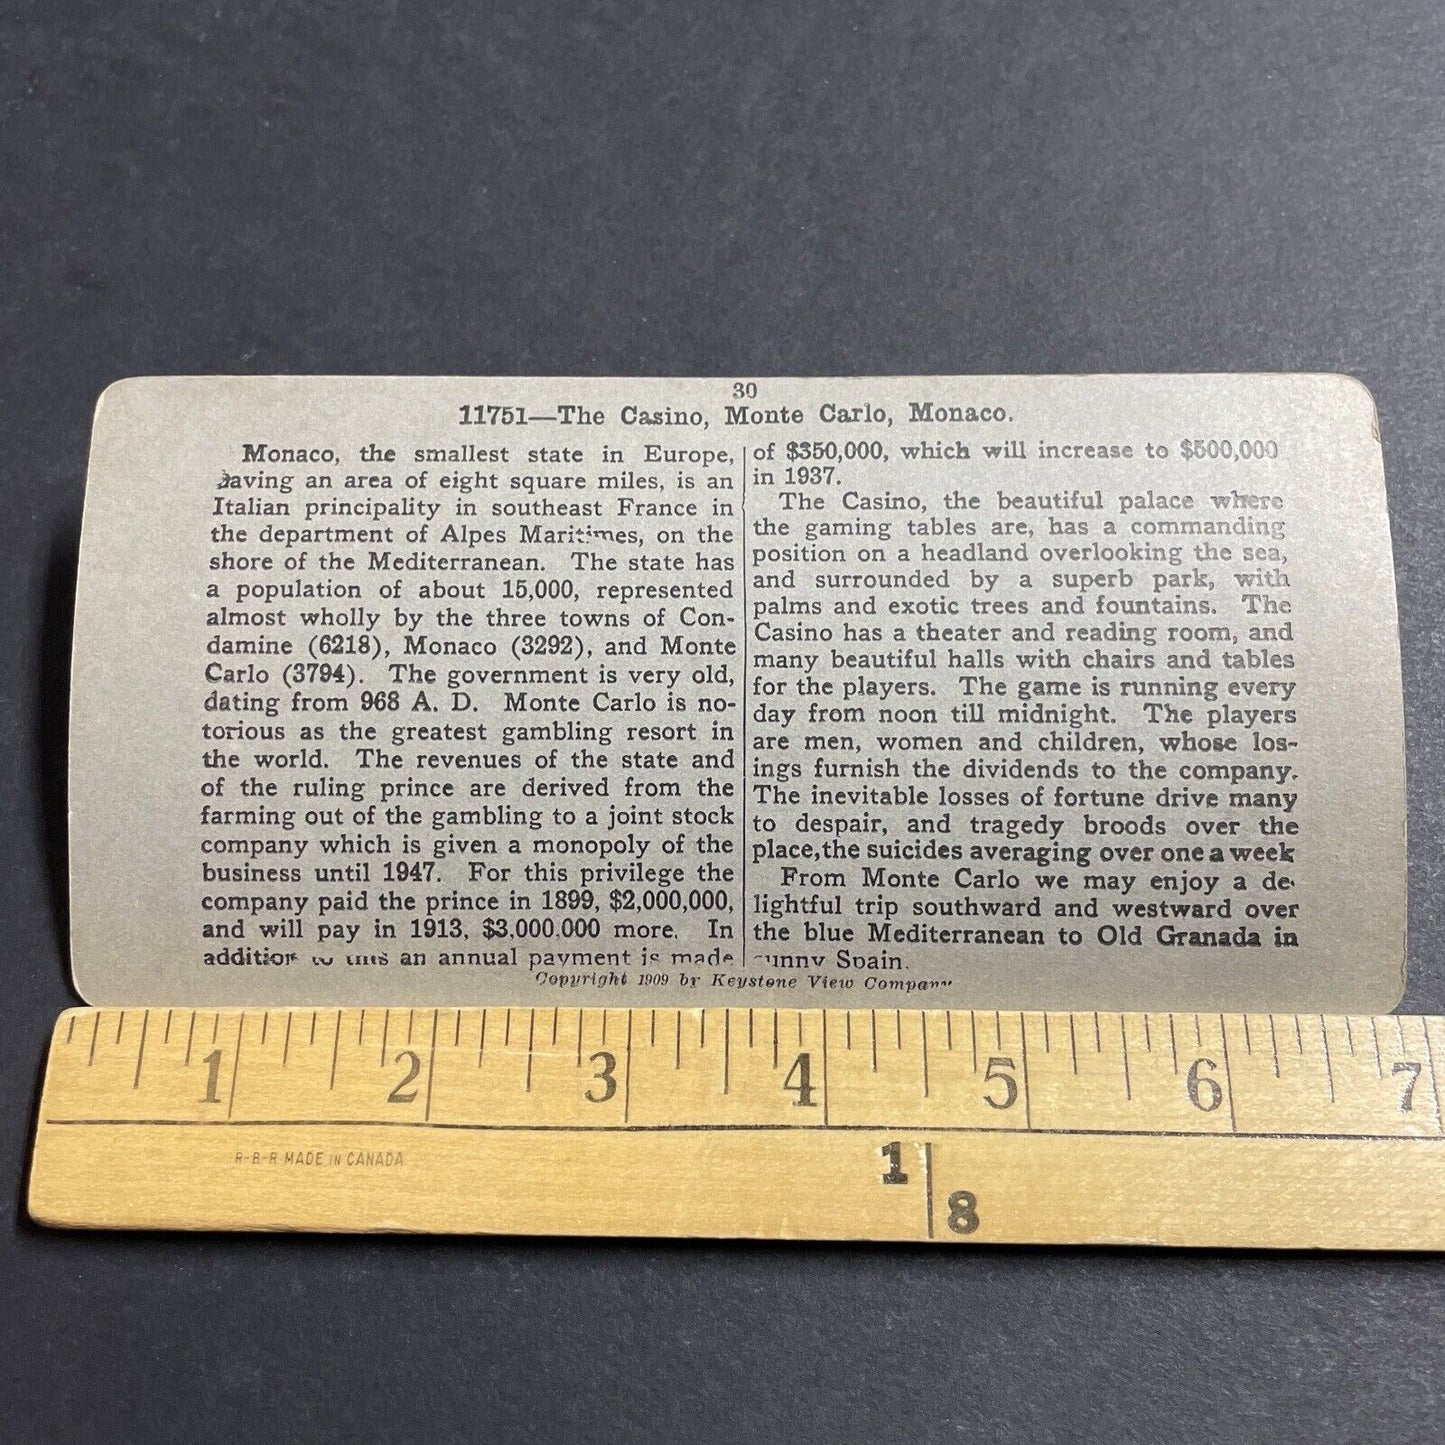 30
11751—The Casino, Monte Carlo, Monaco.
Monaco, the smallest state in Europe,
having an area of eight square miles, is an
Italian principality in southeast France in
the department of Alpes Maritimes, on the
shore of the Mediterranean. The state has
a population of about 15,000, represented
almost wholly by the three towns of Con-
damine (6218), Monaco (3292), and Monte
Carlo (3794). The government is very old,
dating from 968 A. D. Monte Carlo is no-
torious as the greatest gambling resort in
the world. The revenues of the state and
of the ruling prince are derived from the
farming out of the gambling to a joint stock
company which is given a monopoly of the
business until 1947. For this privilege the
company paid the prince in 1899, $2,000,000,
and will pay in 1913, $3,000,000 more. In
addition to this an annual payment is made
of $350,000, which will increase to $500,000
in 1937.
The Casino, the beautiful palace where
the gaming tables are, has a commanding
position on a headland overlooking the sea,
and surrounded by a superb park, with
palms and exotic trees and fountains. The
Casino has a theater and reading room, and
many beautiful halls with chairs and tables
for the players. The game is running every
day from noon till midnight. The players
are men, women and children, whose los-
ings furnish the dividends to the company.
The inevitable losses of fortune drive many
to despair, and tragedy broods over the
place, the suicides averaging over one a week
From Monte Carlo we may enjoy a de-
lightful trip southward and westward over
the blue Mediterranean to Old Granada in
sunny Spain.
Copyright 1909 by Keystone View Company
1 2 3 4 5 6 7
R-B-R MADE IN CANADA
1 8